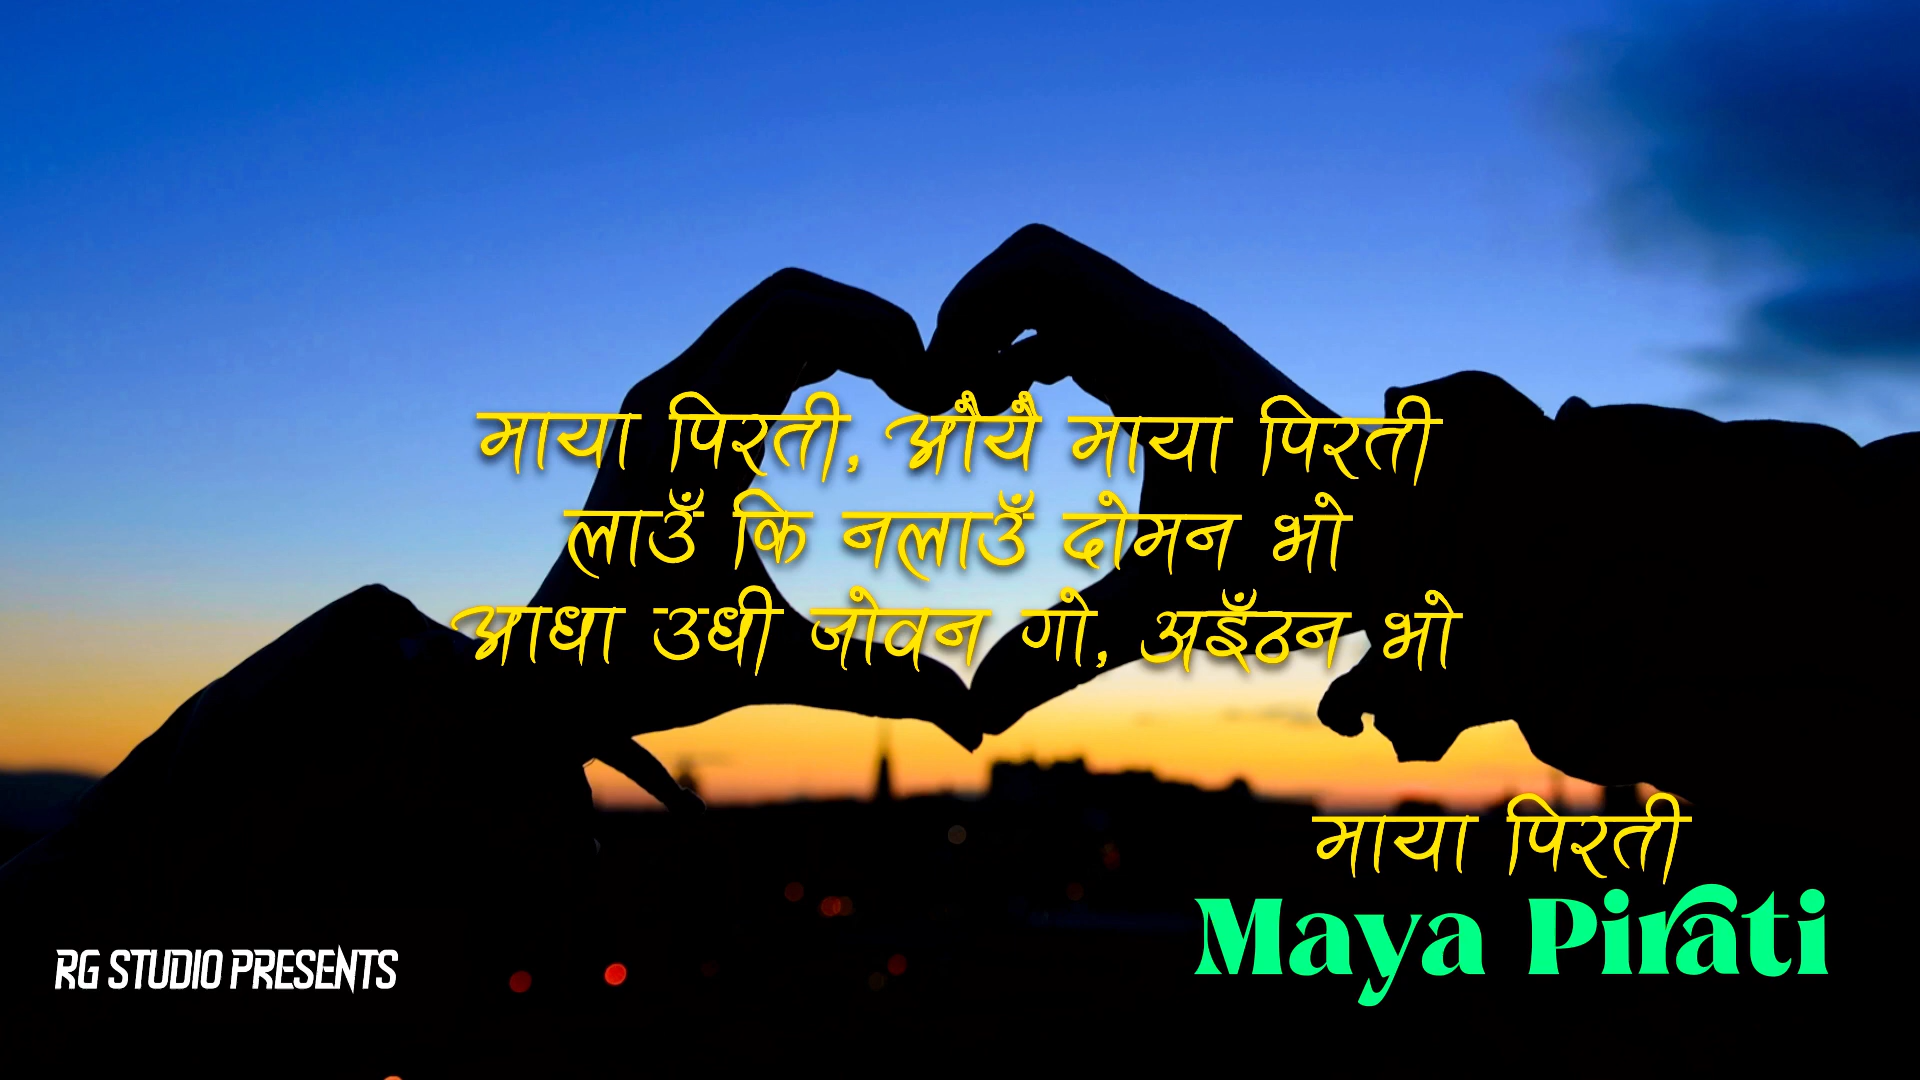 माया पिरती, औयै माया पिरती
लाउँ कि नलाउँ दोमन भो
आधा उधी जोवन गो, अइँठन भो
माया पिरती
Maya Pirati
RG STUDIO PRESENTS